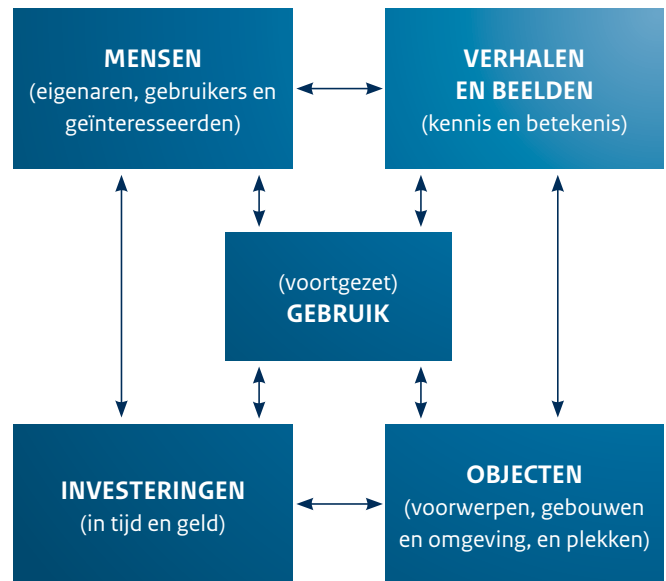 MENSEN
(eigenaren, gebruikers en
geïnteresseerden)
VERHALEN
EN BEELDEN
(kennis en betekenis)
(voortgezet)
GEBRUIK
INVESTERINGEN
(in tijd en geld)
OBJECTEN
(voorwerpen, gebouwen
en omgeving, en plekken)